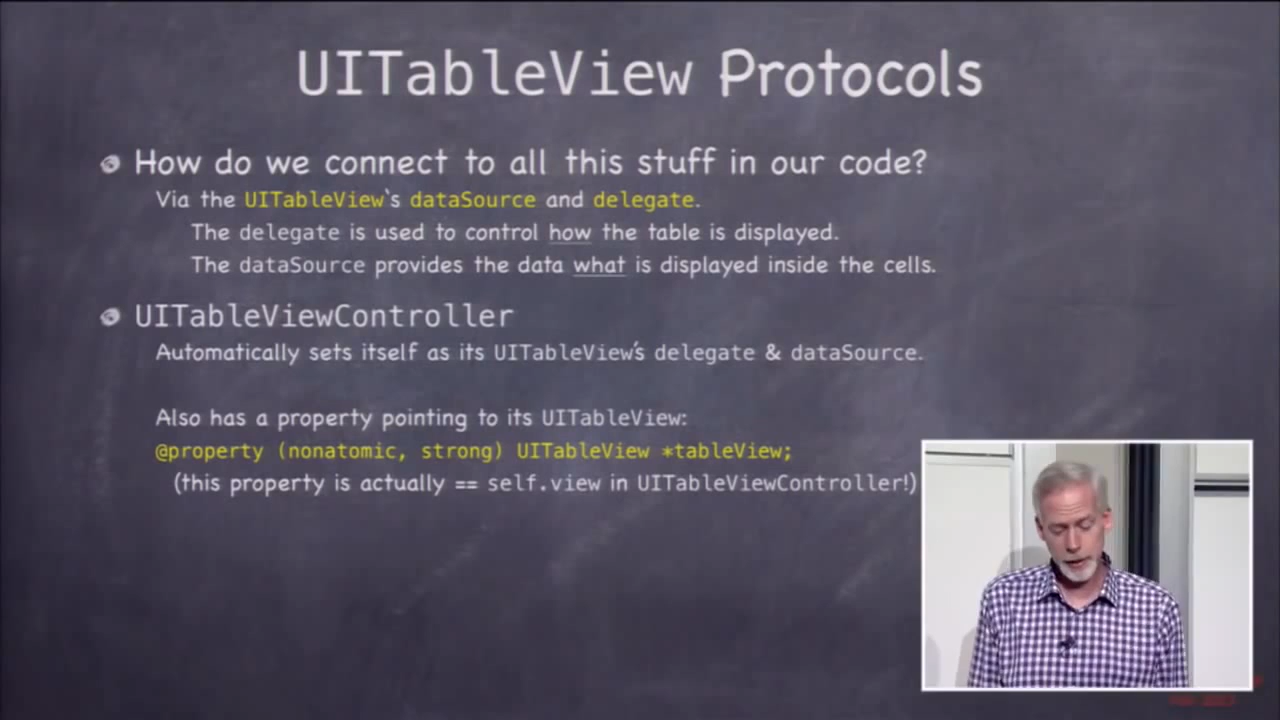 UITableView Protocols
How do we connect to all this stuff in our code?
Via the UITableView‘s dataSource and delegate.
The delegate is used to control how the table is displayed.
The dataSource provides the data what is displayed inside the cells.
UITableViewController
Automatically sets itself as its UITableView’s delegate & dataSource.
Also has a property pointing to its UITableView:
@property (nonatomic, strong) UITableView *tableView;
(this property is actually == self.view in UITableViewController!)